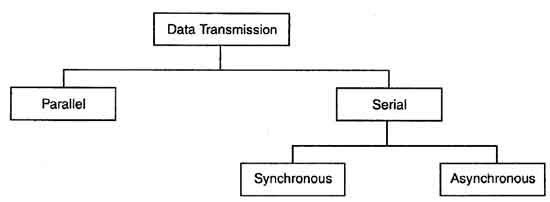 Data Transmission
Parallel
Serial
Synchronous
Asynchronous